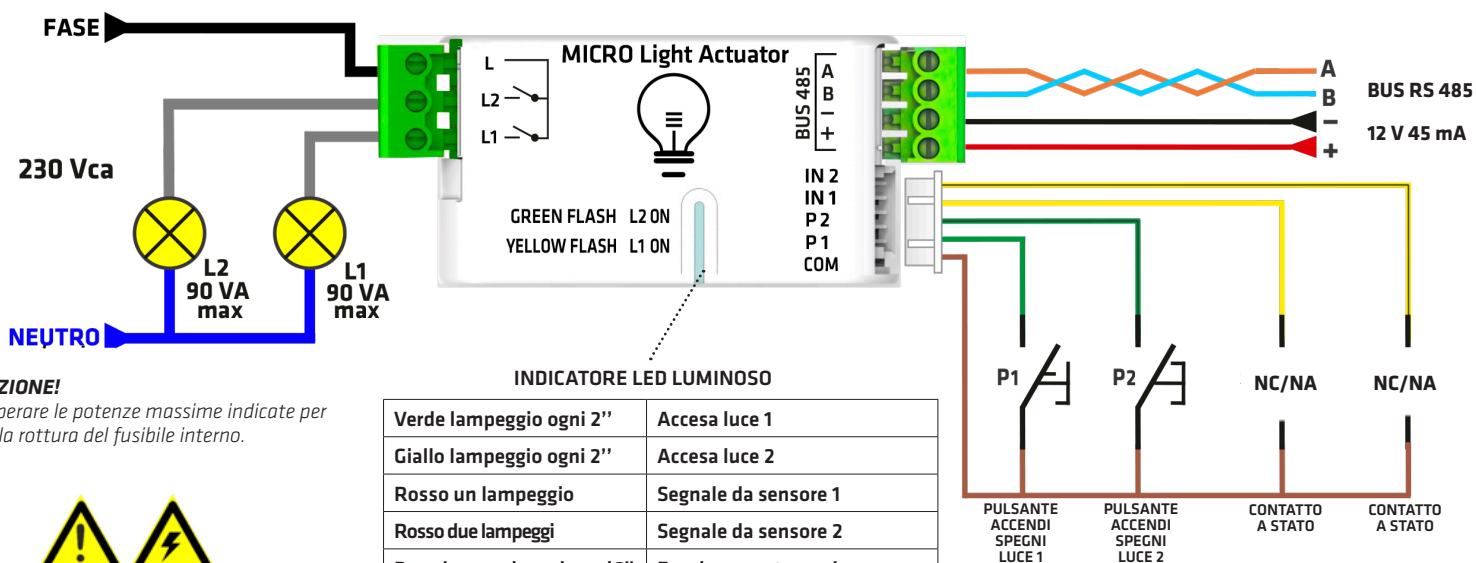 FASE
MICRO Light Actuator
L
L2
L1
BUS 485
A
B
–
+
A
B
BUS RS 485
–
12 V 45 mA
+
230 Vca
IN 2
IN 1
P 2
P 1
COM
GREEN FLASH L2 ON
YELLOW FLASH L1 ON
L2
90 VA
max
L1
90 VA
max
NEUTRO
P1
P2
NC/NA
NC/NA
INDICATORE LED LUMINOSO
ZIONE!
perare le potenze massime indicate per
la rottura del fusibile interno.
Verde lampeggio ogni 2'' Accesa luce 1
Giallo lampeggio ogni 2'' Accesa luce 2
Rosso un lampeggio Segnale da sensore 1
Rosso due lampeggi Segnale da sensore 2
PULSANTE
ACCENDI
SPEGNI
LUCE 1
PULSANTE
ACCENDI
SPEGNI
LUCE 2
CONTATTO
A STATO
CONTATTO
A STATO